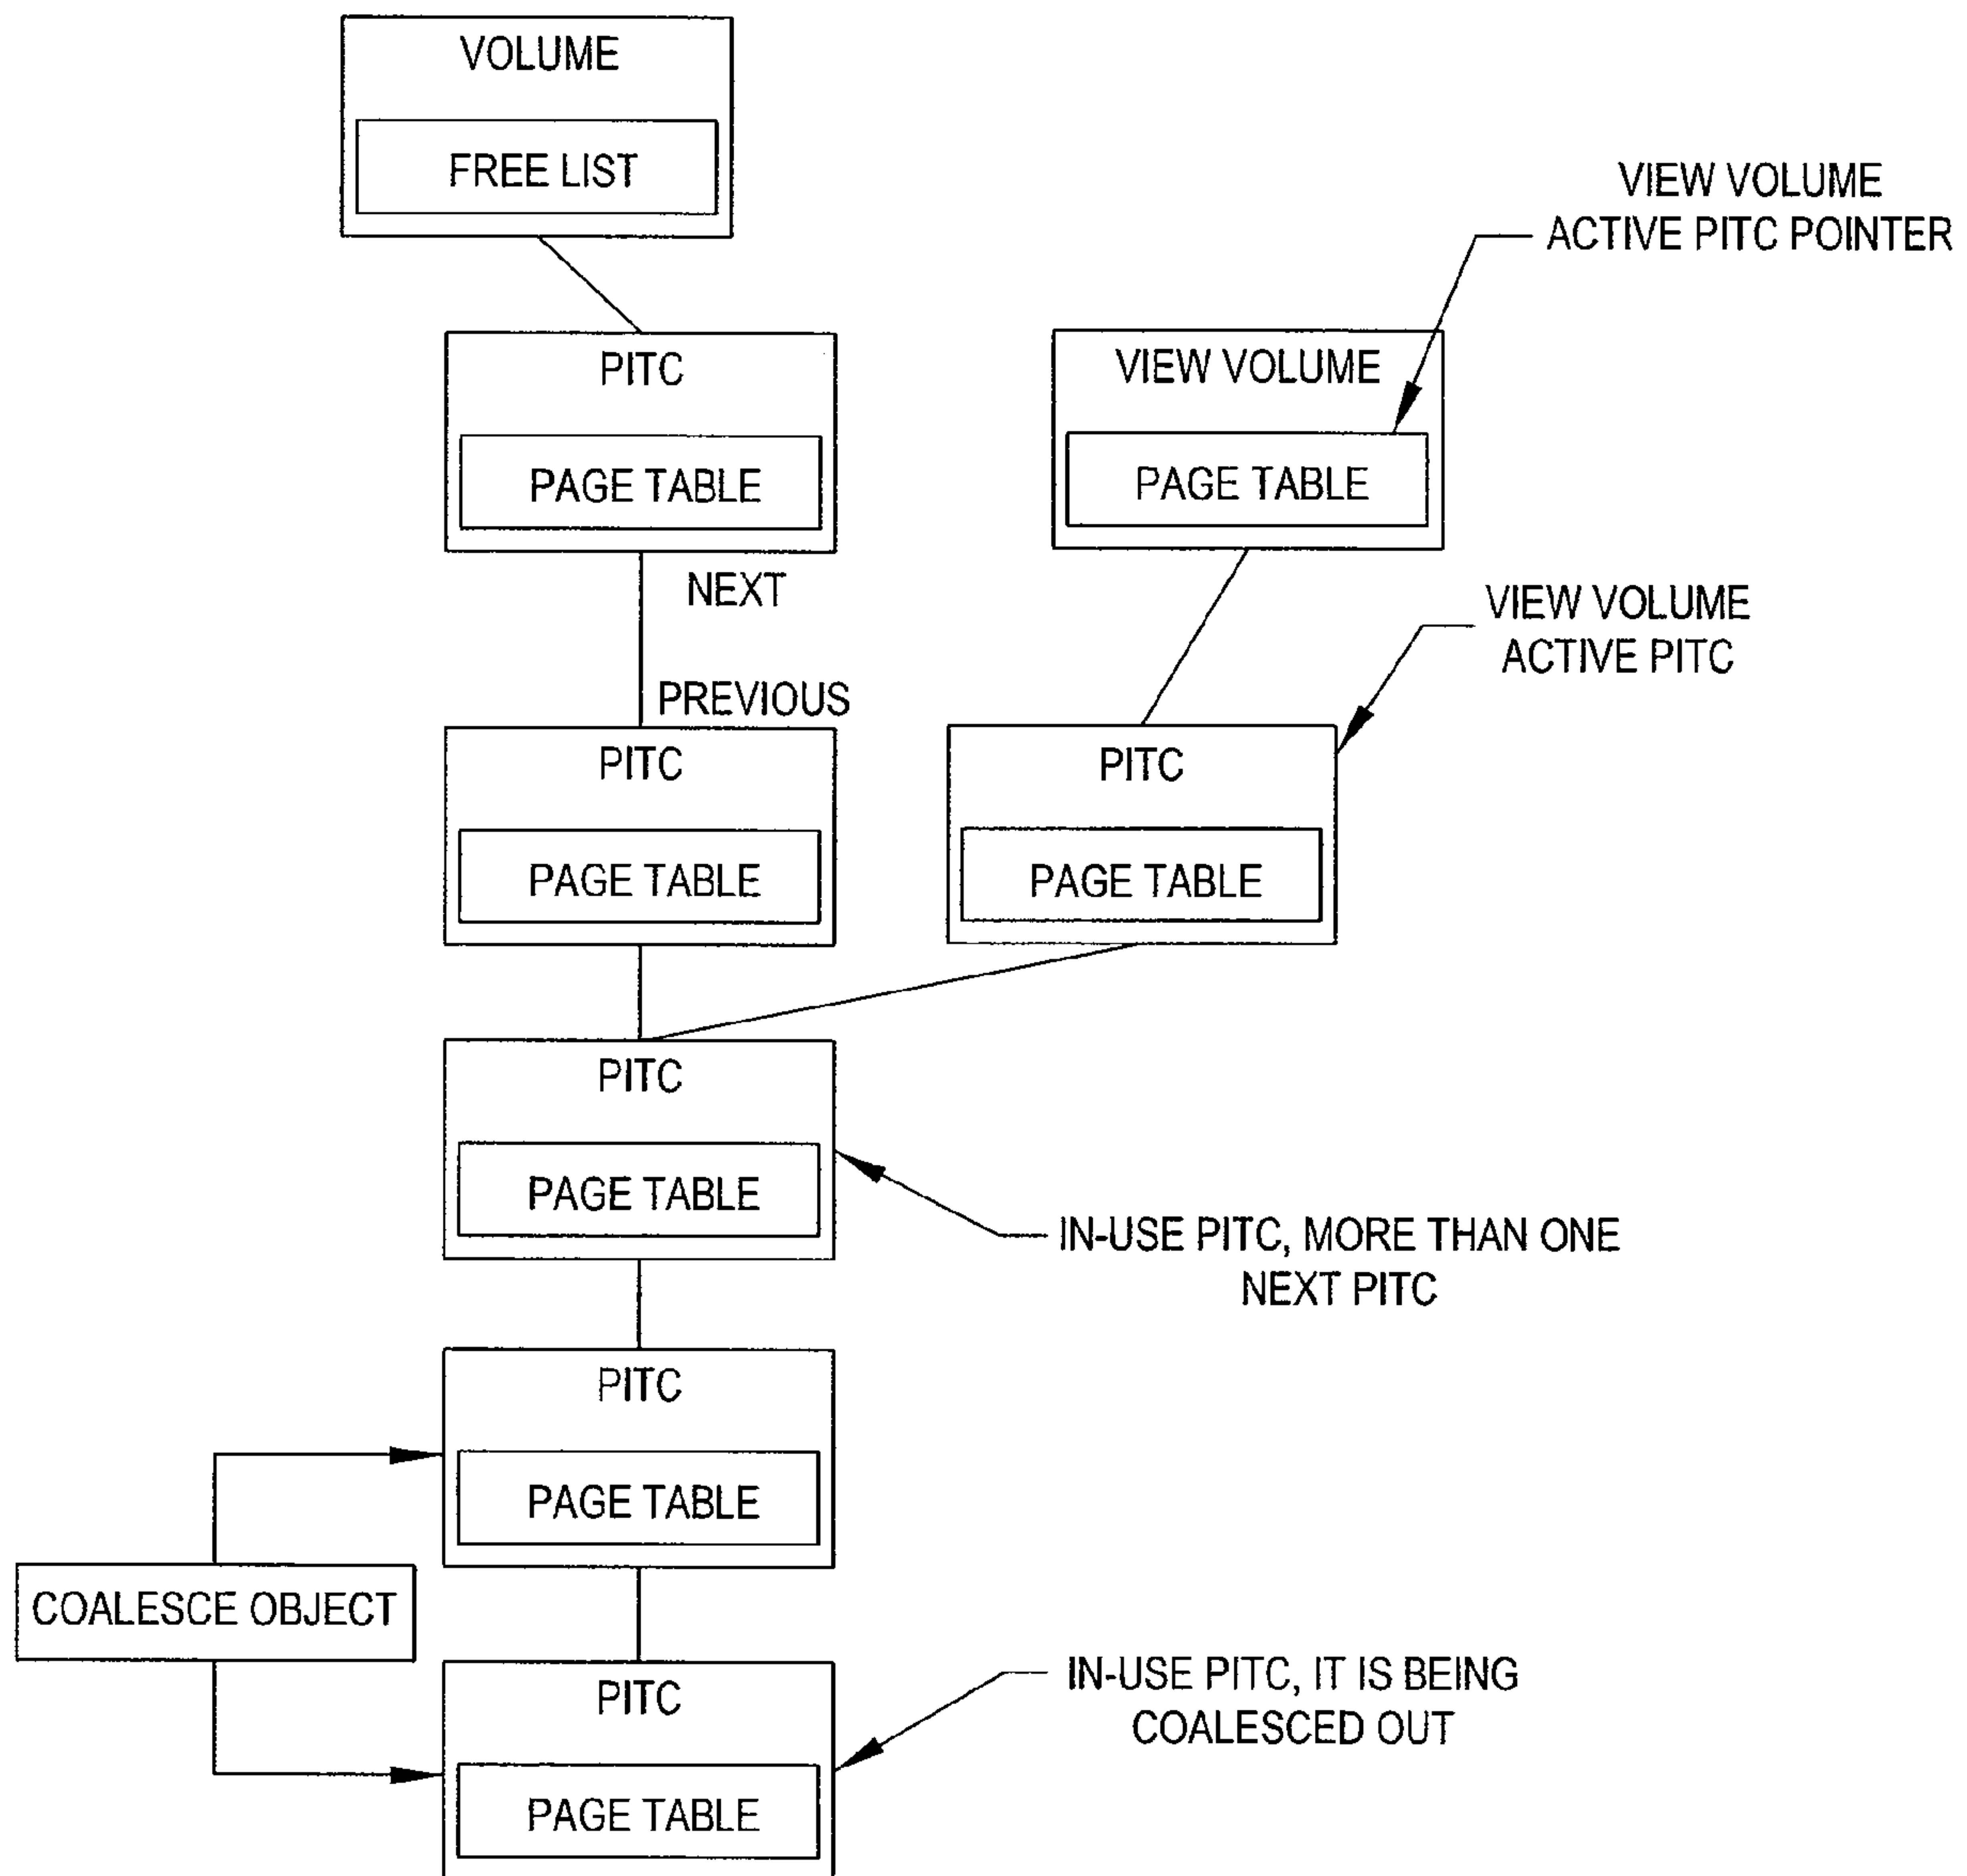 VOLUME
FREE LIST
VIEW VOLUME
ACTIVE PITC POINTER
PITC
PAGE TABLE
VIEW VOLUME
PAGE TABLE
NEXT
PREVIOUS
VIEW VOLUME
ACTIVE PITC
PITC
PAGE TABLE
PITC
PAGE TABLE
PITC
PAGE TABLE
IN-USE PITC, MORE THAN ONE
NEXT PITC
PITC
PAGE TABLE
COALESCE OBJECT
PITC
PAGE TABLE
IN-USE PITC, IT IS BEING
COALESCED OUT